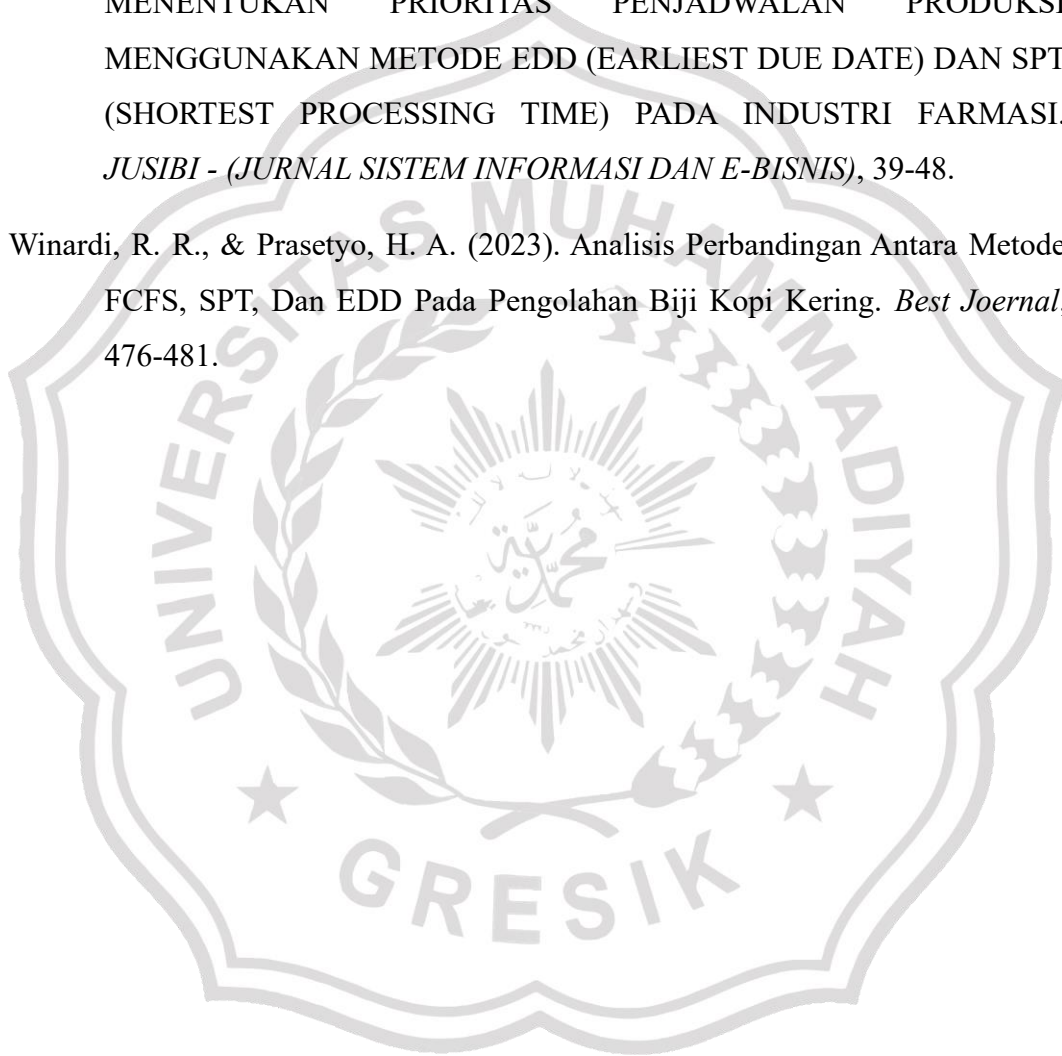 MENENTUKAN PRIORITAS PENJADWALAN PRODUKSI
MENGGUNAKAN METODE EDD (EARLIEST DUE DATE) DAN SPT
(SHORTEST PROCESSING TIME) PADA INDUSTRI FARMASI.
JUSIBI - (JURNAL SISTEM INFORMASI DAN E-BISNIS), 39-48.
Winardi, R. R., & Prasetyo, H. A. (2023). Analisis Perbandingan Antara Metode
FCFS, SPT, Dan EDD Pada Pengolahan Biji Kopi Kering. Best Joernal,
476-481.
UNIVERSITAS MUHAMMADIYAH
GRESIK